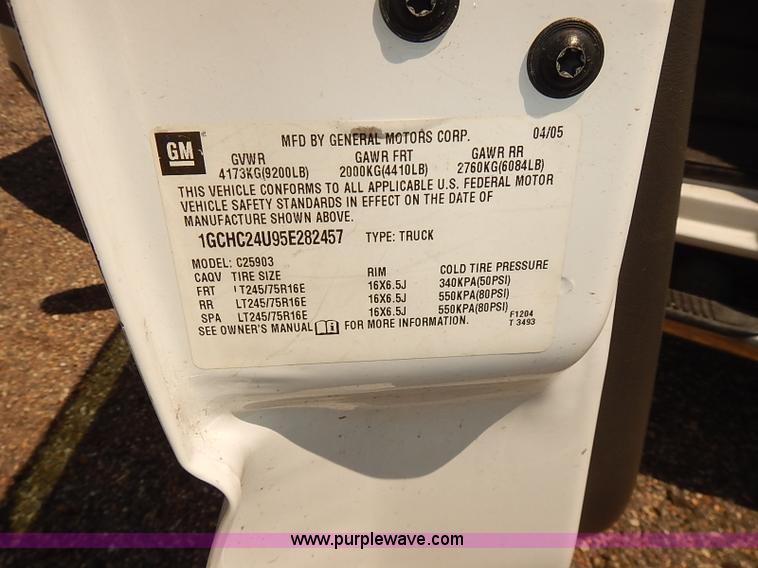 GM
MFD BY GENERAL MOTORS CORP. 04/05
GVWR GAWR FRT GAWR RR
4173KG(9200LB) 2000KG(4410LB) 2760KG(6084LB)
THIS VEHICLE CONFORMS TO ALL APPLICABLE U.S. FEDERAL MOTOR
VEHICLE SAFETY STANDARDS IN EFFECT ON THE DATE OF
MANUFACTURE SHOWN ABOVE.
1GCHC24U95E282457 TYPE: TRUCK
MODEL: C25903
CAQV TIRE SIZE RIM COLD TIRE PRESSURE
FRT LT245/75R16E 16X6.5J 340KPA(50PSI)
RR LT245/75R16E 16X6.5J 550KPA(80PSI)
SPA LT245/75R16E 16X6.5J 550KPA(80PSI)
SEE OWNER'S MANUAL FOR MORE INFORMATION.
F1204
T 3493
www.purplewave.com